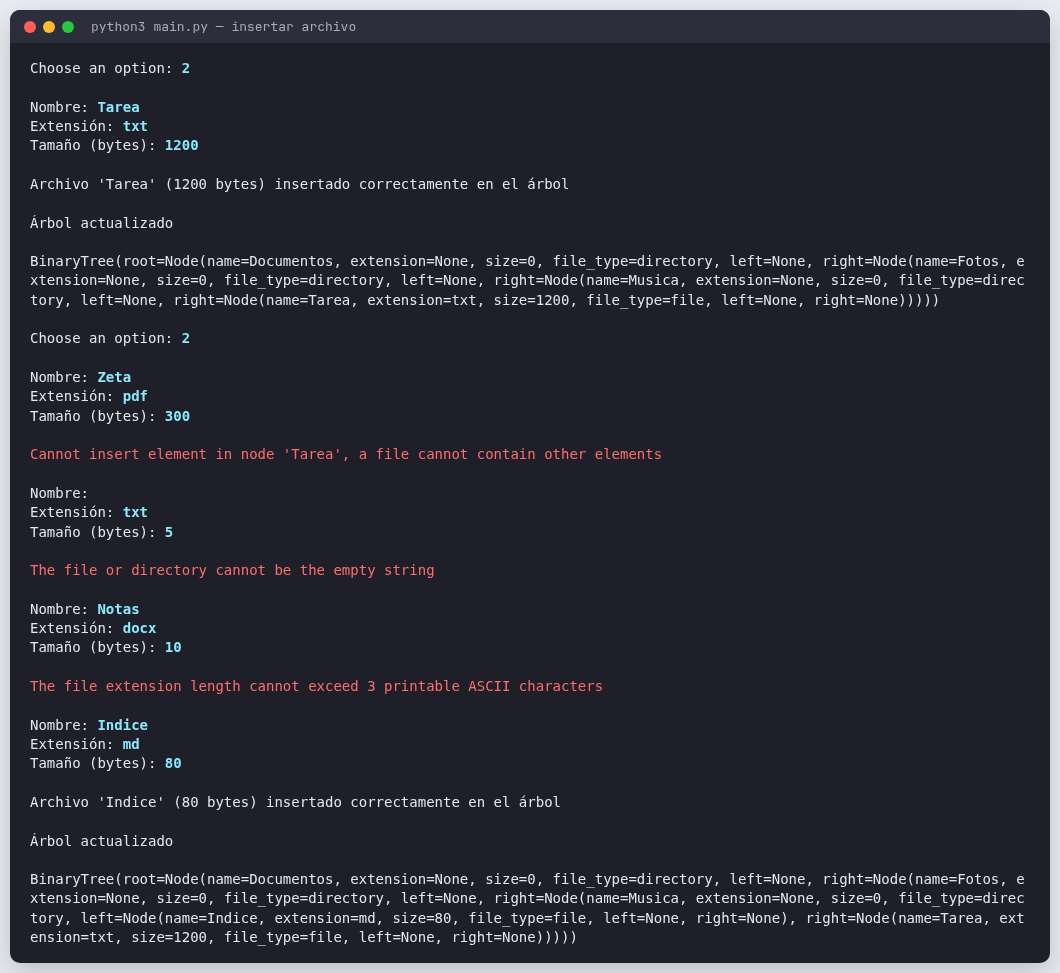 python3 main.py — insertar archivo
Choose an option: 2
Nombre: Tarea
Extensión: txt
Tamaño (bytes): 1200
Archivo 'Tarea' (1200 bytes) insertado correctamente en el árbol
Árbol actualizado
BinaryTree(root=Node(name=Documentos, extension=None, size=0, file_type=directory, left=None, right=Node(name=Fotos, e
xtension=None, size=0, file_type=directory, left=None, right=Node(name=Musica, extension=None, size=0, file_type=direc
tory, left=None, right=Node(name=Tarea, extension=txt, size=1200, file_type=file, left=None, right=None)))))
Choose an option: 2
Nombre: Zeta
Extensión: pdf
Tamaño (bytes): 300
Cannot insert element in node 'Tarea', a file cannot contain other elements
Nombre:
Extensión: txt
Tamaño (bytes): 5
The file or directory cannot be the empty string
Nombre: Notas
Extensión: docx
Tamaño (bytes): 10
The file extension length cannot exceed 3 printable ASCII characters
Nombre: Indice
Extensión: md
Tamaño (bytes): 80
Archivo 'Indice' (80 bytes) insertado correctamente en el árbol
Árbol actualizado
BinaryTree(root=Node(name=Documentos, extension=None, size=0, file_type=directory, left=None, right=Node(name=Fotos, e
xtension=None, size=0, file_type=directory, left=None, right=Node(name=Musica, extension=None, size=0, file_type=direc
tory, left=Node(name=Indice, extension=md, size=80, file_type=file, left=None, right=None), right=Node(name=Tarea, ext
ension=txt, size=1200, file_type=file, left=None, right=None)))))